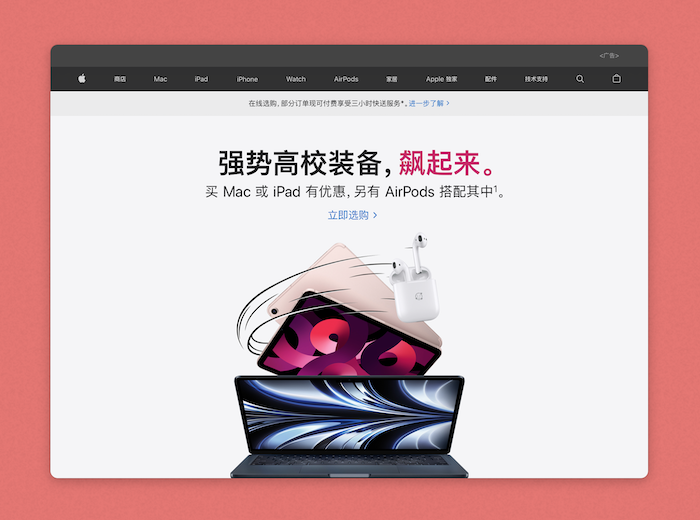 <广告>
商店 Mac iPad iPhone Watch AirPods 家居 Apple 独家 配件 技术支持
在线选购，部分订单现可付费享受三小时快送服务*。进一步了解 >
强势高校装备，飙起来。
买 Mac 或 iPad 有优惠，另有 AirPods 搭配其中¹。
立即选购 >